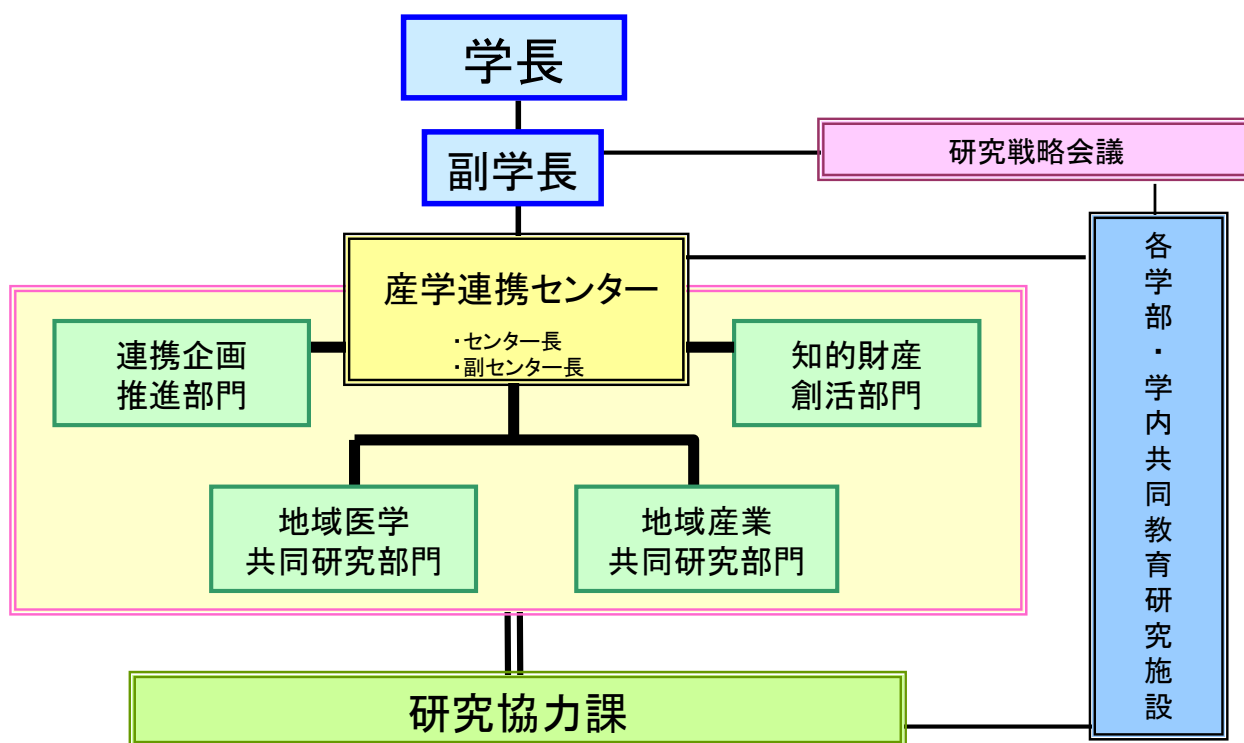 学長
副学長
研究戦略会議
産学連携センター
・センター長
・副センター長
連携企画
推進部門
知的財産
創活部門
地域医学
共同研究部門
地域産業
共同研究部門
各学部・学内共同教育研究施設
研究協力課